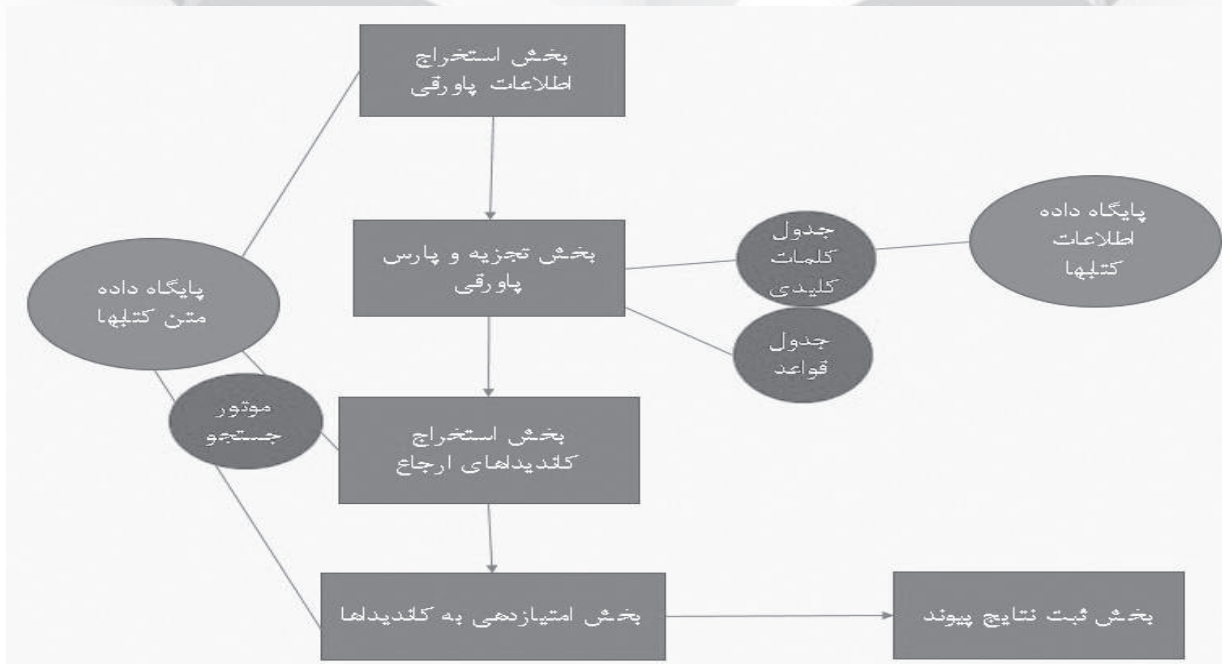 بخش استخراج
اطلاعات پاورقی
بخش تجزیه و پارس
پاورقی
جدول
کلمات
کلیدی
پایگاه داده
اطلاعات
کتابها
پایگاه داده
متن کتابها
جدول
قواعد
موتور
جستجو
بخش استخراج
کاندیداهای ارجاع
بخش امتیازدهی به کاندیداها
بخش ثبت نتایج پیوند